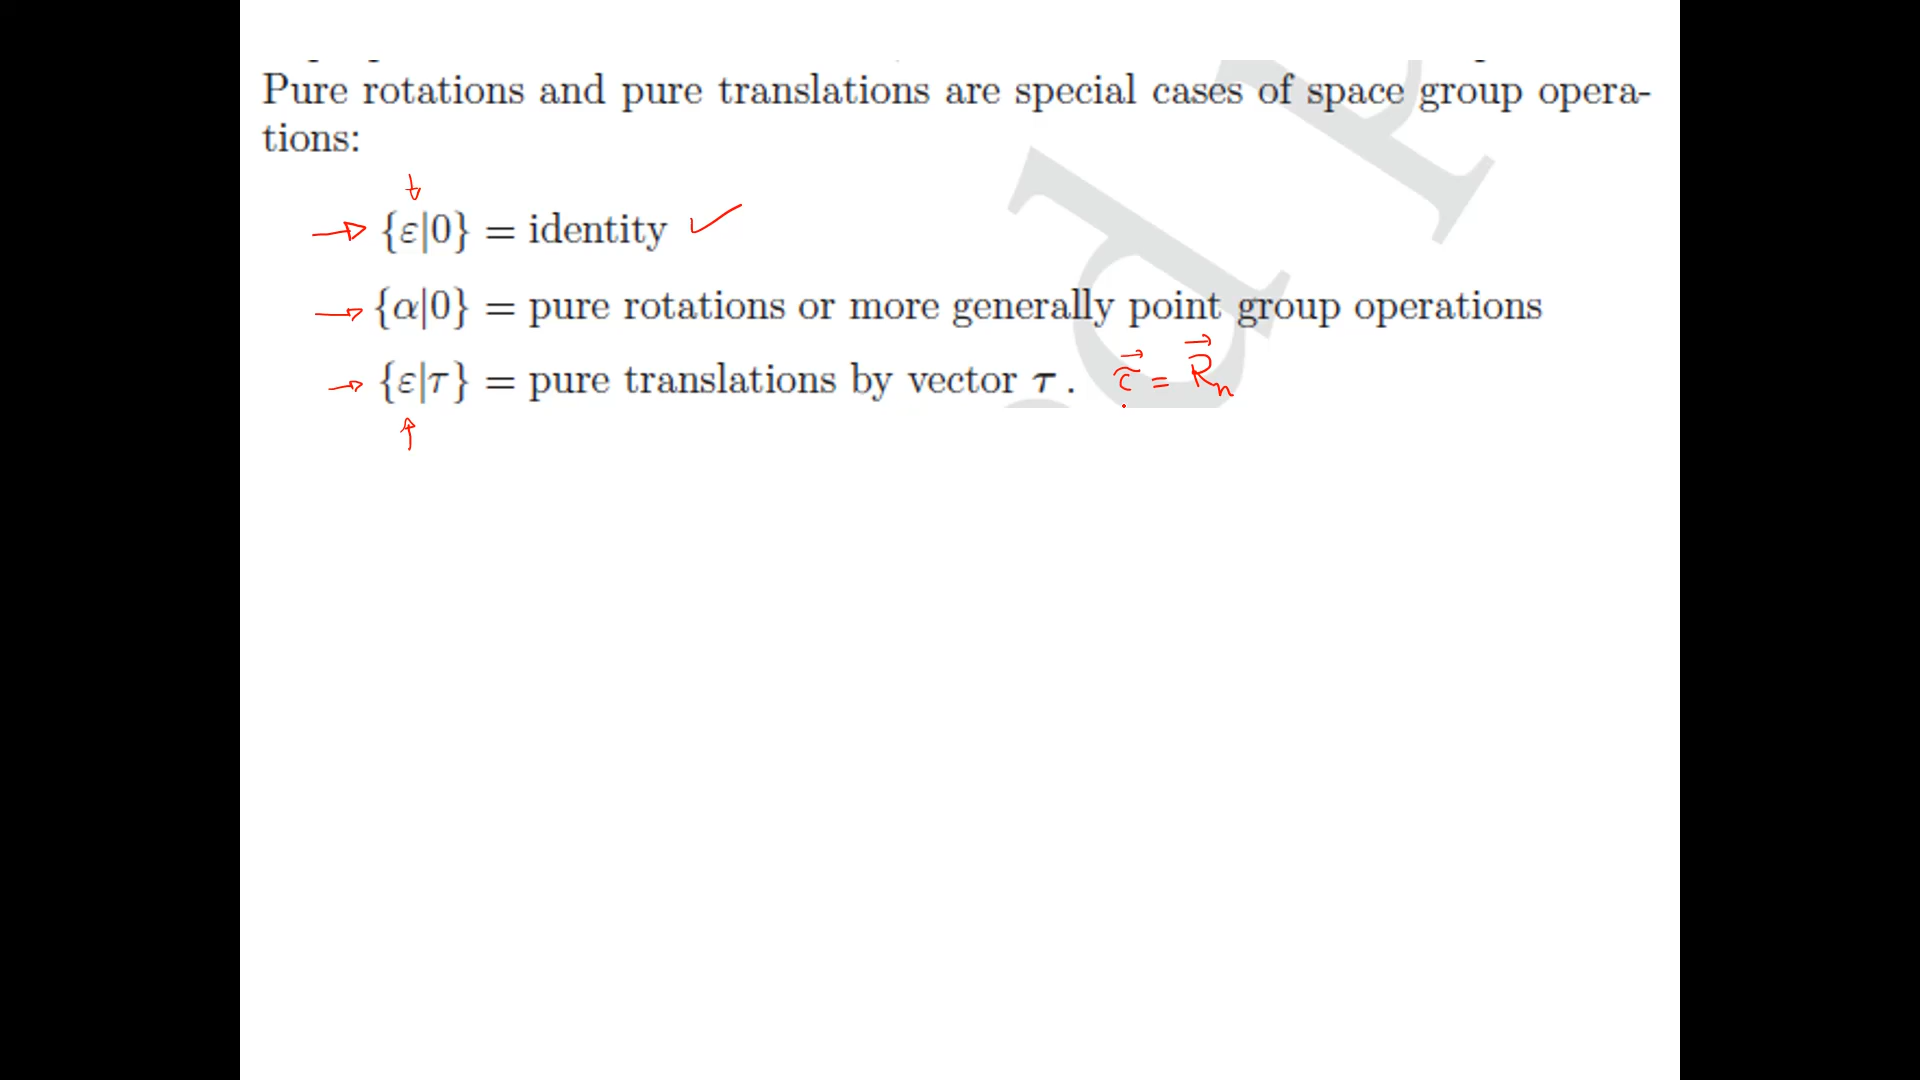 Pure rotations and pure translations are special cases of space group opera-
tions:
{ε|0} = identity
{α|0} = pure rotations or more generally point group operations
{ε|τ} = pure translations by vector τ . τ⃗ = R⃗ₙ